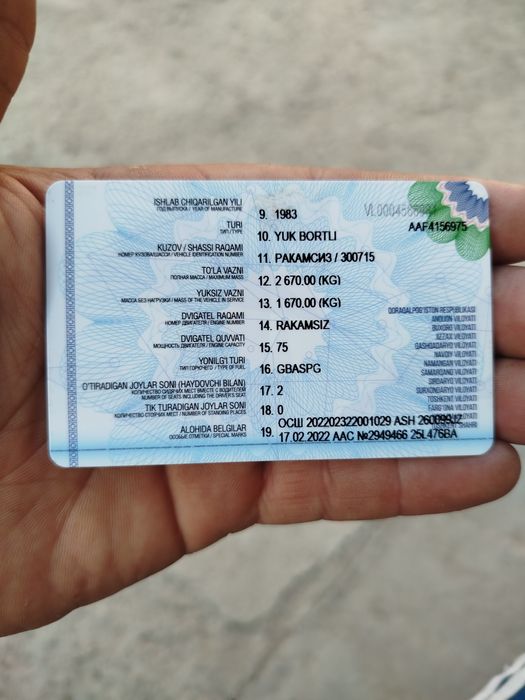 ISHLAB CHIQARILGAN YILI
ГОД ВЫПУСКА / YEAR OF MANUFACTURE
9. 1983
AAF4156975
TURI
ТИП / TYPE
10. YUK BORTLI
KUZOV / SHASSI RAQAMI
НОМЕР КУЗОВА/ШАССИ / VEHICLE IDENTIFICATION NUMBER
11. РАКАМСИЗ / 300715
TO'LA VAZNI
ПОЛНАЯ МАССА / MAXIMUM MASS
12. 2 670.00 (KG)
YUKSIZ VAZNI
МАССА БЕЗ НАГРУЗКИ / MASS OF THE VEHICLE IN SERVICE
13. 1 670.00 (KG)
DVIGATEL RAQAMI
НОМЕР ДВИГАТЕЛЯ / ENGINE NUMBER
14. RAKAMSIZ
DVIGATEL QUVVATI
МОЩНОСТЬ ДВИГАТЕЛЯ / ENGINE CAPACITY
15. 75
YONILG'I TURI
ТИП ГОРЮЧЕГО / TYPE OF FUEL
16. GBASPG
O'TIRADIGAN JOYLAR SONI (HAYDOVCHI BILAN)
КОЛИЧЕСТВО СИДЯЧИХ МЕСТ ВМЕСТЕ С ВОДИТЕЛЕМ
NUMBER OF SEATS INCLUDING THE DRIVER'S SEAT
17. 2
TIK TURADIGAN JOYLAR SONI
КОЛИЧЕСТВО СТОЯЧИХ МЕСТ / NUMBER OF STANDING PLACES
18. 0
ALOHIDA BELGILAR
ОСОБЫЕ ОТМЕТКИ / SPECIAL MARKS
19. ОСШ 202202322001029 ASH
17.02.2022 AAC №2949466 25L476BA
QORAQALPOG'ISTON RESPUBLIKASI
ANDIJON VILOYATI
BUXORO VILOYATI
JIZZAX VILOYATI
QASHQADARYO VILOYATI
NAVOIY VILOYATI
NAMANGAN VILOYATI
SAMARQAND VILOYATI
SIRDARYO VILOYATI
SURXONDARYO VILOYATI
TOSHKENT VILOYATI
FARG'ONA VILOYATI